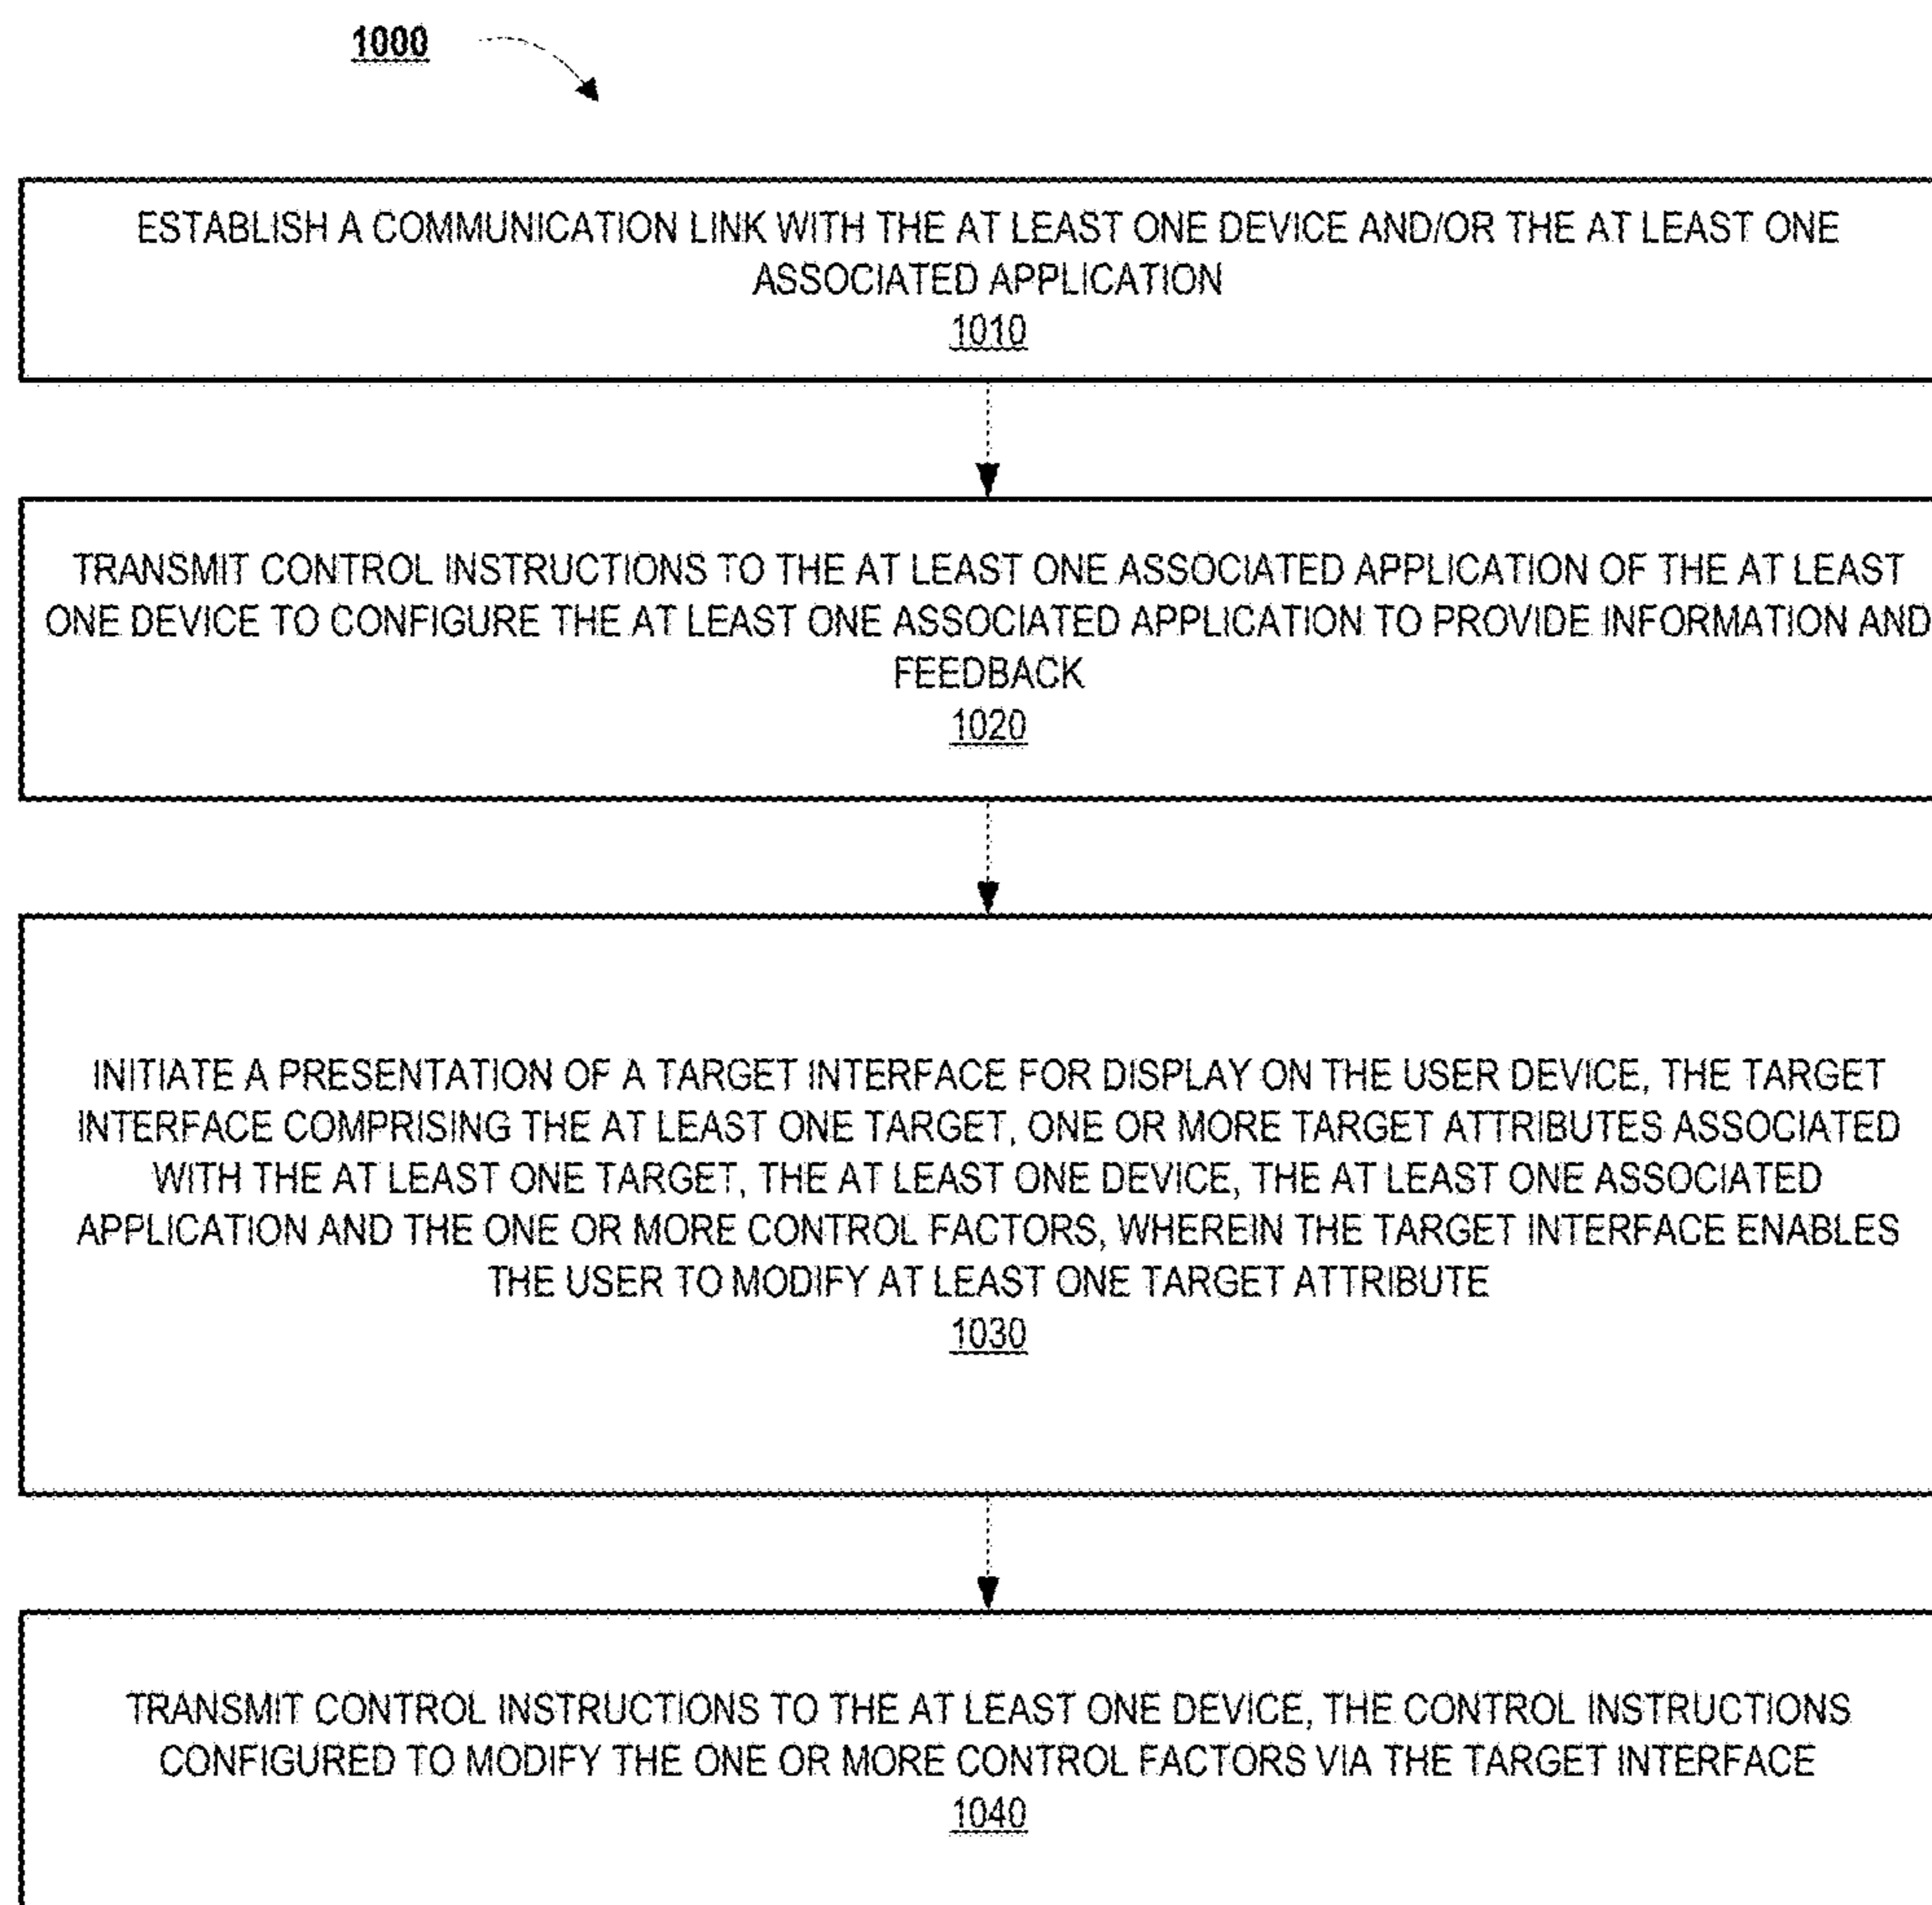 1000
ESTABLISH A COMMUNICATION LINK WITH THE AT LEAST ONE DEVICE AND/OR THE AT LEAST ONE
ASSOCIATED APPLICATION
1010
TRANSMIT CONTROL INSTRUCTIONS TO THE AT LEAST ONE ASSOCIATED APPLICATION OF THE AT LEAST
ONE DEVICE TO CONFIGURE THE AT LEAST ONE ASSOCIATED APPLICATION TO PROVIDE INFORMATION AND
FEEDBACK
1020
INITIATE A PRESENTATION OF A TARGET INTERFACE FOR DISPLAY ON THE USER DEVICE, THE TARGET
INTERFACE COMPRISING THE AT LEAST ONE TARGET, ONE OR MORE TARGET ATTRIBUTES ASSOCIATED
WITH THE AT LEAST ONE TARGET, THE AT LEAST ONE DEVICE, THE AT LEAST ONE ASSOCIATED
APPLICATION AND THE ONE OR MORE CONTROL FACTORS, WHEREIN THE TARGET INTERFACE ENABLES
THE USER TO MODIFY AT LEAST ONE TARGET ATTRIBUTE
1030
TRANSMIT CONTROL INSTRUCTIONS TO THE AT LEAST ONE DEVICE, THE CONTROL INSTRUCTIONS
CONFIGURED TO MODIFY THE ONE OR MORE CONTROL FACTORS VIA THE TARGET INTERFACE
1040